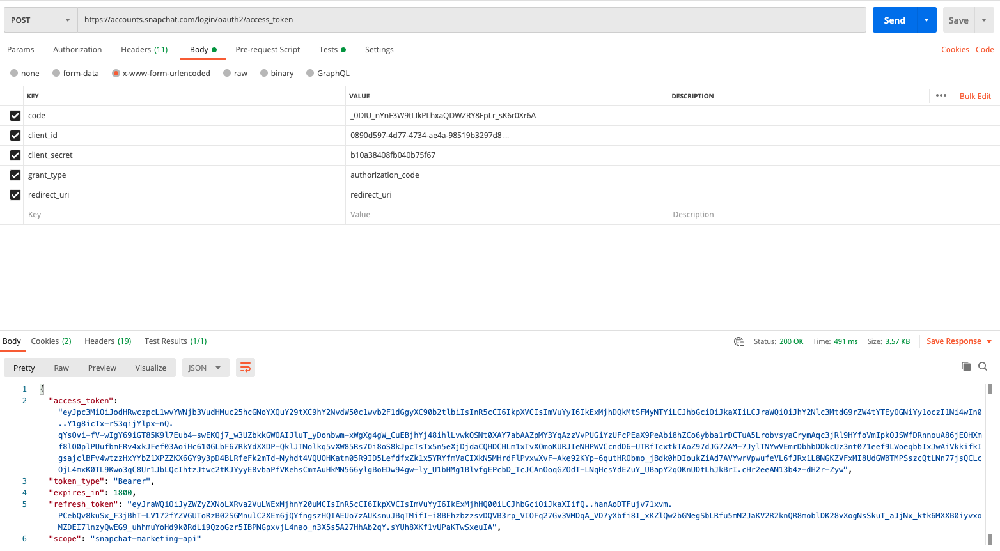 POST https://accounts.snapchat.com/login/oauth2/access_token Send Save
Params Authorization Headers (11) Body Pre-request Script Tests Settings Cookies Code
none form-data x-www-form-urlencoded raw binary GraphQL
KEY VALUE DESCRIPTION ••• Bulk Edit
code _0DIU_nYnF3W9tLIkPLhxaQDWZRY8FpLr_sK6r0Xr6A
client_id 0890d597-4d77-4734-ae4a-98519b3297d8 ...
client_secret b10a38408fb040b75f67
grant_type authorization_code
redirect_uri redirect_uri
Key Value Description
Body Cookies (2) Headers (19) Test Results (1/1) Status: 200 OK Time: 491 ms Size: 3.57 KB Save Response
Pretty Raw Preview Visualize JSON
1 {
2 "access_token":
"eyJpc3MiOiJodHRwczpcL1wvYWNjb3VudHMuc25hcGNoYXQuY29tXC9hY2NvdW50c1wvb2F1dGgyXC90b2tlbiIsInR5cCI6IkpXVCIsImVuYyI6IkExMjhDQkMtSFMyNTYiLCJhbGciOiJkaXIiLCJraWQiOiJhY2Nlc3MtdG9rZW4tYTEyOGNiYy1oczI1Ni4wIn0
..Y1g8icTx-rS3qijYlpx-nQ.
qYsOvi-fV-wIgY69iGT85K9l7Eub4-swEKQj7_w3UZbkkGWOAIJluT_yDonbwm-xWgXg4gW_CuEBjhYj48ihlLvwkQSNt0XAY7abAAZpMY3YqAzzVvPUGiYzUFcPEaX9PeAbi8hZCo6ybba1rDCTuA5LrobvsyaCrymAqc3jRl9HYfoVmIpkOJSWfDRnnouA86jEOHXm
f8lO0plPUufbmFRv4xkJFef03AoiHc610GLbF67RkYdXXDP-QklJTNolkq5vXW85Rs7Oi8oS8kJpcTsTx5n5eXjDjdaCQHDCHLm1xTvXOmoKURJIeNHPWVCcndD6-UTRfTcxtkTAoZ97dJG72AM-7JylTNYwVEmrDbhbDDkcUz3nt071eef9LWoeqbbIxJwAiVkkifkI
gsajclBFv4wtzzHxYYbZ1XPZZKX6GY9y3pD4BLRfeFk2mTd-Nyhdt4VQUOHKatm05R9ID5LefdfxZk1x5YRYfmVaCIXkN5MHrdFlPvxwXvF-Ake92KYp-6qutHRObmo_jBdk0hDIoukZiAd7AVYwrVpwufeVL6fJRx1L8NGKZVFxMI8UdGWBTMPSszcQtLNn77jsQCLc
OjL4mxK0TL9Kwo3qC8Ur1JbLQcIhtzJtwc2tKJYyyE8vbaPfVKehsCmmAuHkMN566ylgBoEDw94gw-ly_U1bHMg1BlvfgEPcbD_TcJCAnOoqGZOdT-LNqHcsYdEZuY_UBapY2qOKnUDtLhJkBrI.cHr2eeAN13b4z-dH2r-Zyw",
3 "token_type": "Bearer",
4 "expires_in": 1800,
5 "refresh_token": "eyJraWQiOiJyZWZyZXNoLXRva2VuLWExMjhnY20uMCIsInR5cCI6IkpXVCIsImVuYyI6IkExMjhHQ00iLCJhbGciOiJkaXIifQ..hanAoDTFujv71xvm.
PCebQv8kuSx_F3jBhT-LV172fYZVGUToRzB02SGMnulC2XEm6jQYfngszHQIAEUo7zAUKsnuJBqTMifI-i8BFhzbzzsvDQVB3rp_VIOFq27Gv3VMDqA_VD7yXbfi8I_xKZlQw2bGNegSbLRfu5mN2JaKV2R2knQR8moblDK28vXogNsSkuT_aJjNx_ktk6MXXB0iyvxo
MZDEI7lnzyQwEG9_uhhmuYoHd9k0RdLi9QzoGzr5IBPNGpxvjL4nao_n3X5s5A27HhAb2qY.sYUh8XKf1vUPaKTwSxeuIA",
6 "scope": "snapchat-marketing-api"